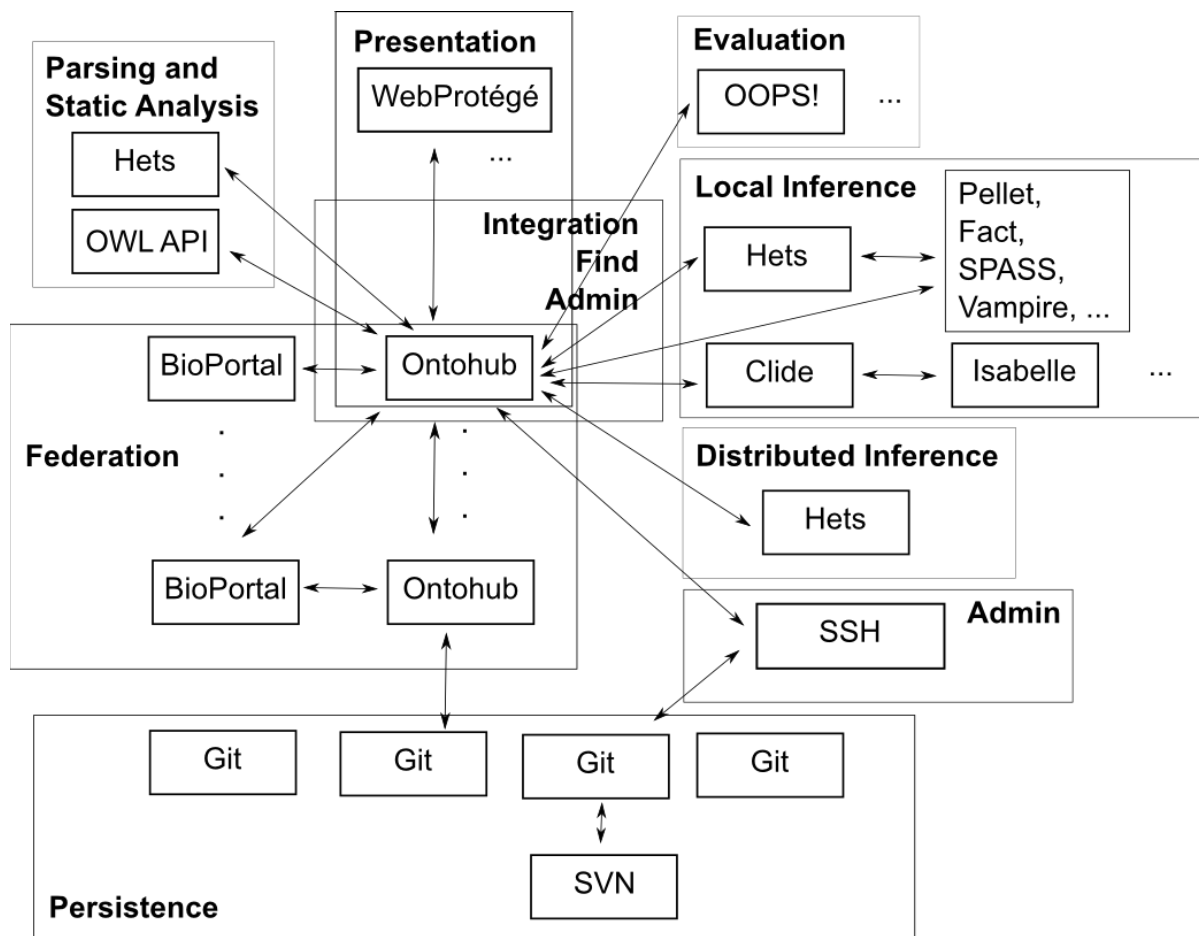 Parsing and
Static Analysis
Hets
OWL API
Presentation
WebProtégé
...
Evaluation
OOPS!
...
Integration
Find
Admin
Local Inference
Hets
Pellet,
Fact,
SPASS,
Vampire, ...
Clide
Isabelle
...
Federation
BioPortal
Ontohub
.
.
.
.
.
.
BioPortal
Ontohub
Distributed Inference
Hets
Admin
SSH
Git
Git
Git
Git
SVN
Persistence